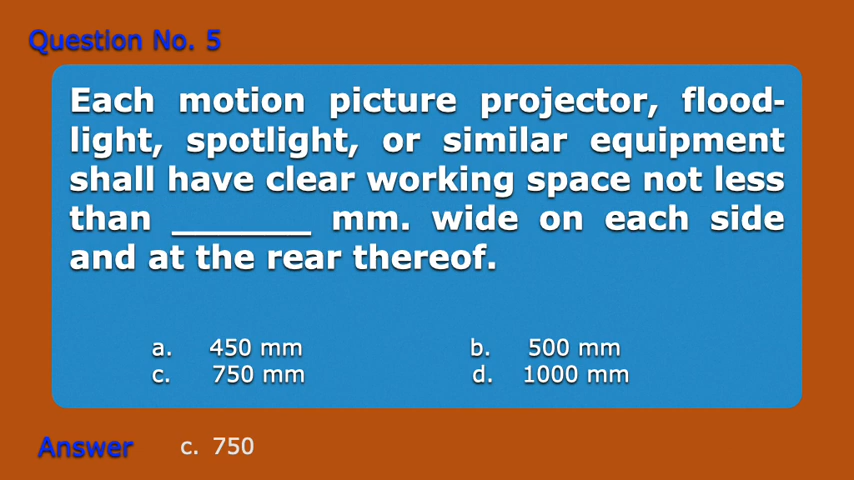 Question No. 5
Each motion picture projector, flood-
light, spotlight, or similar equipment
shall have clear working space not less
than _______ mm. wide on each side
and at the rear thereof.
a. 450 mm b. 500 mm
c. 750 mm d. 1000 mm
Answer c. 750